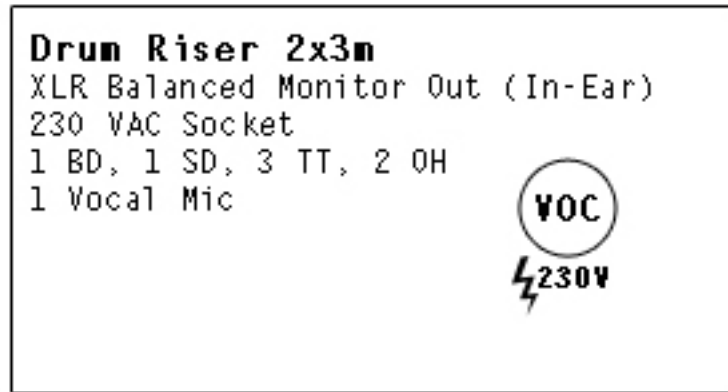 Drum Riser 2x3m
XLR Balanced Monitor Out (In-Ear)
230 VAC Socket
1 BD, 1 SD, 3 TT, 2 OH
1 Vocal Mic
VOC
230V